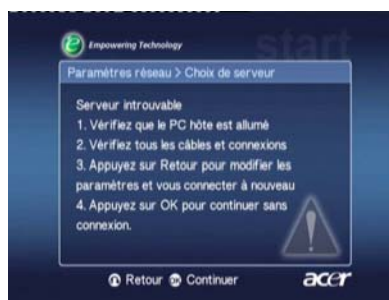 Empowering Technology
start
Paramètres réseau > Choix de serveur
Serveur introuvable
1. Vérifiez que le PC hôte est allumé
2. Vérifiez tous les câbles et connexions
3. Appuyez sur Retour pour modifier les
paramètres et vous connecter à nouveau
4. Appuyez sur OK pour continuer sans
connexion.
Retour OK Continuer
acer